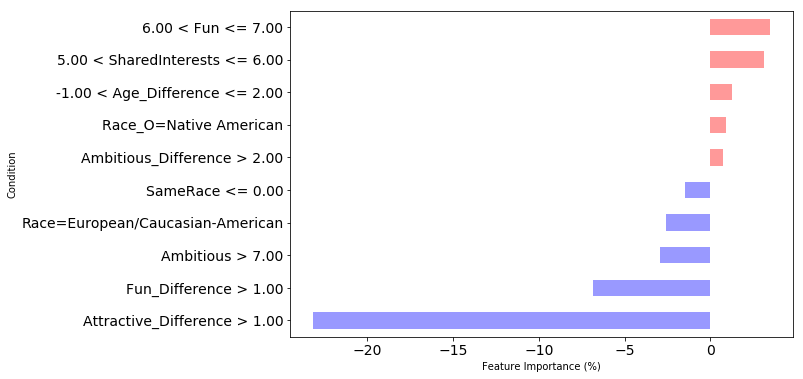 6.00 < Fun <= 7.00
5.00 < SharedInterests <= 6.00
-1.00 < Age_Difference <= 2.00
Race_O=Native American
Ambitious_Difference > 2.00
SameRace <= 0.00
Race=European/Caucasian-American
Ambitious > 7.00
Fun_Difference > 1.00
Attractive_Difference > 1.00
Condition
−20 −15 −10 −5 0
Feature Importance (%)